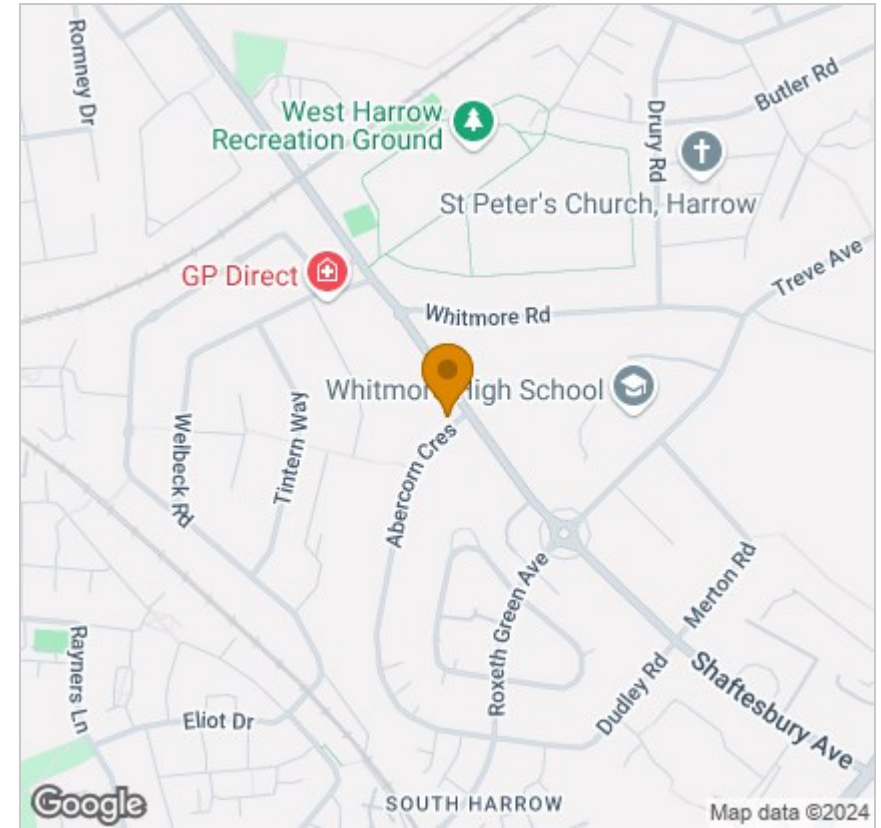 Romney Dr
West Harrow
Recreation Ground
Drury Rd
Butler Rd
St Peter's Church, Harrow
GP Direct
Treve Ave
Whitmore Rd
Whitmore High School
Welbeck Rd
Tintern Way
Abercorn Cres
Roxeth Green Ave
Merton Rd
Dudley Rd
Shaftesbury Ave
Rayners Ln
Eliot Dr
SOUTH HARROW
Google
Map data ©2024